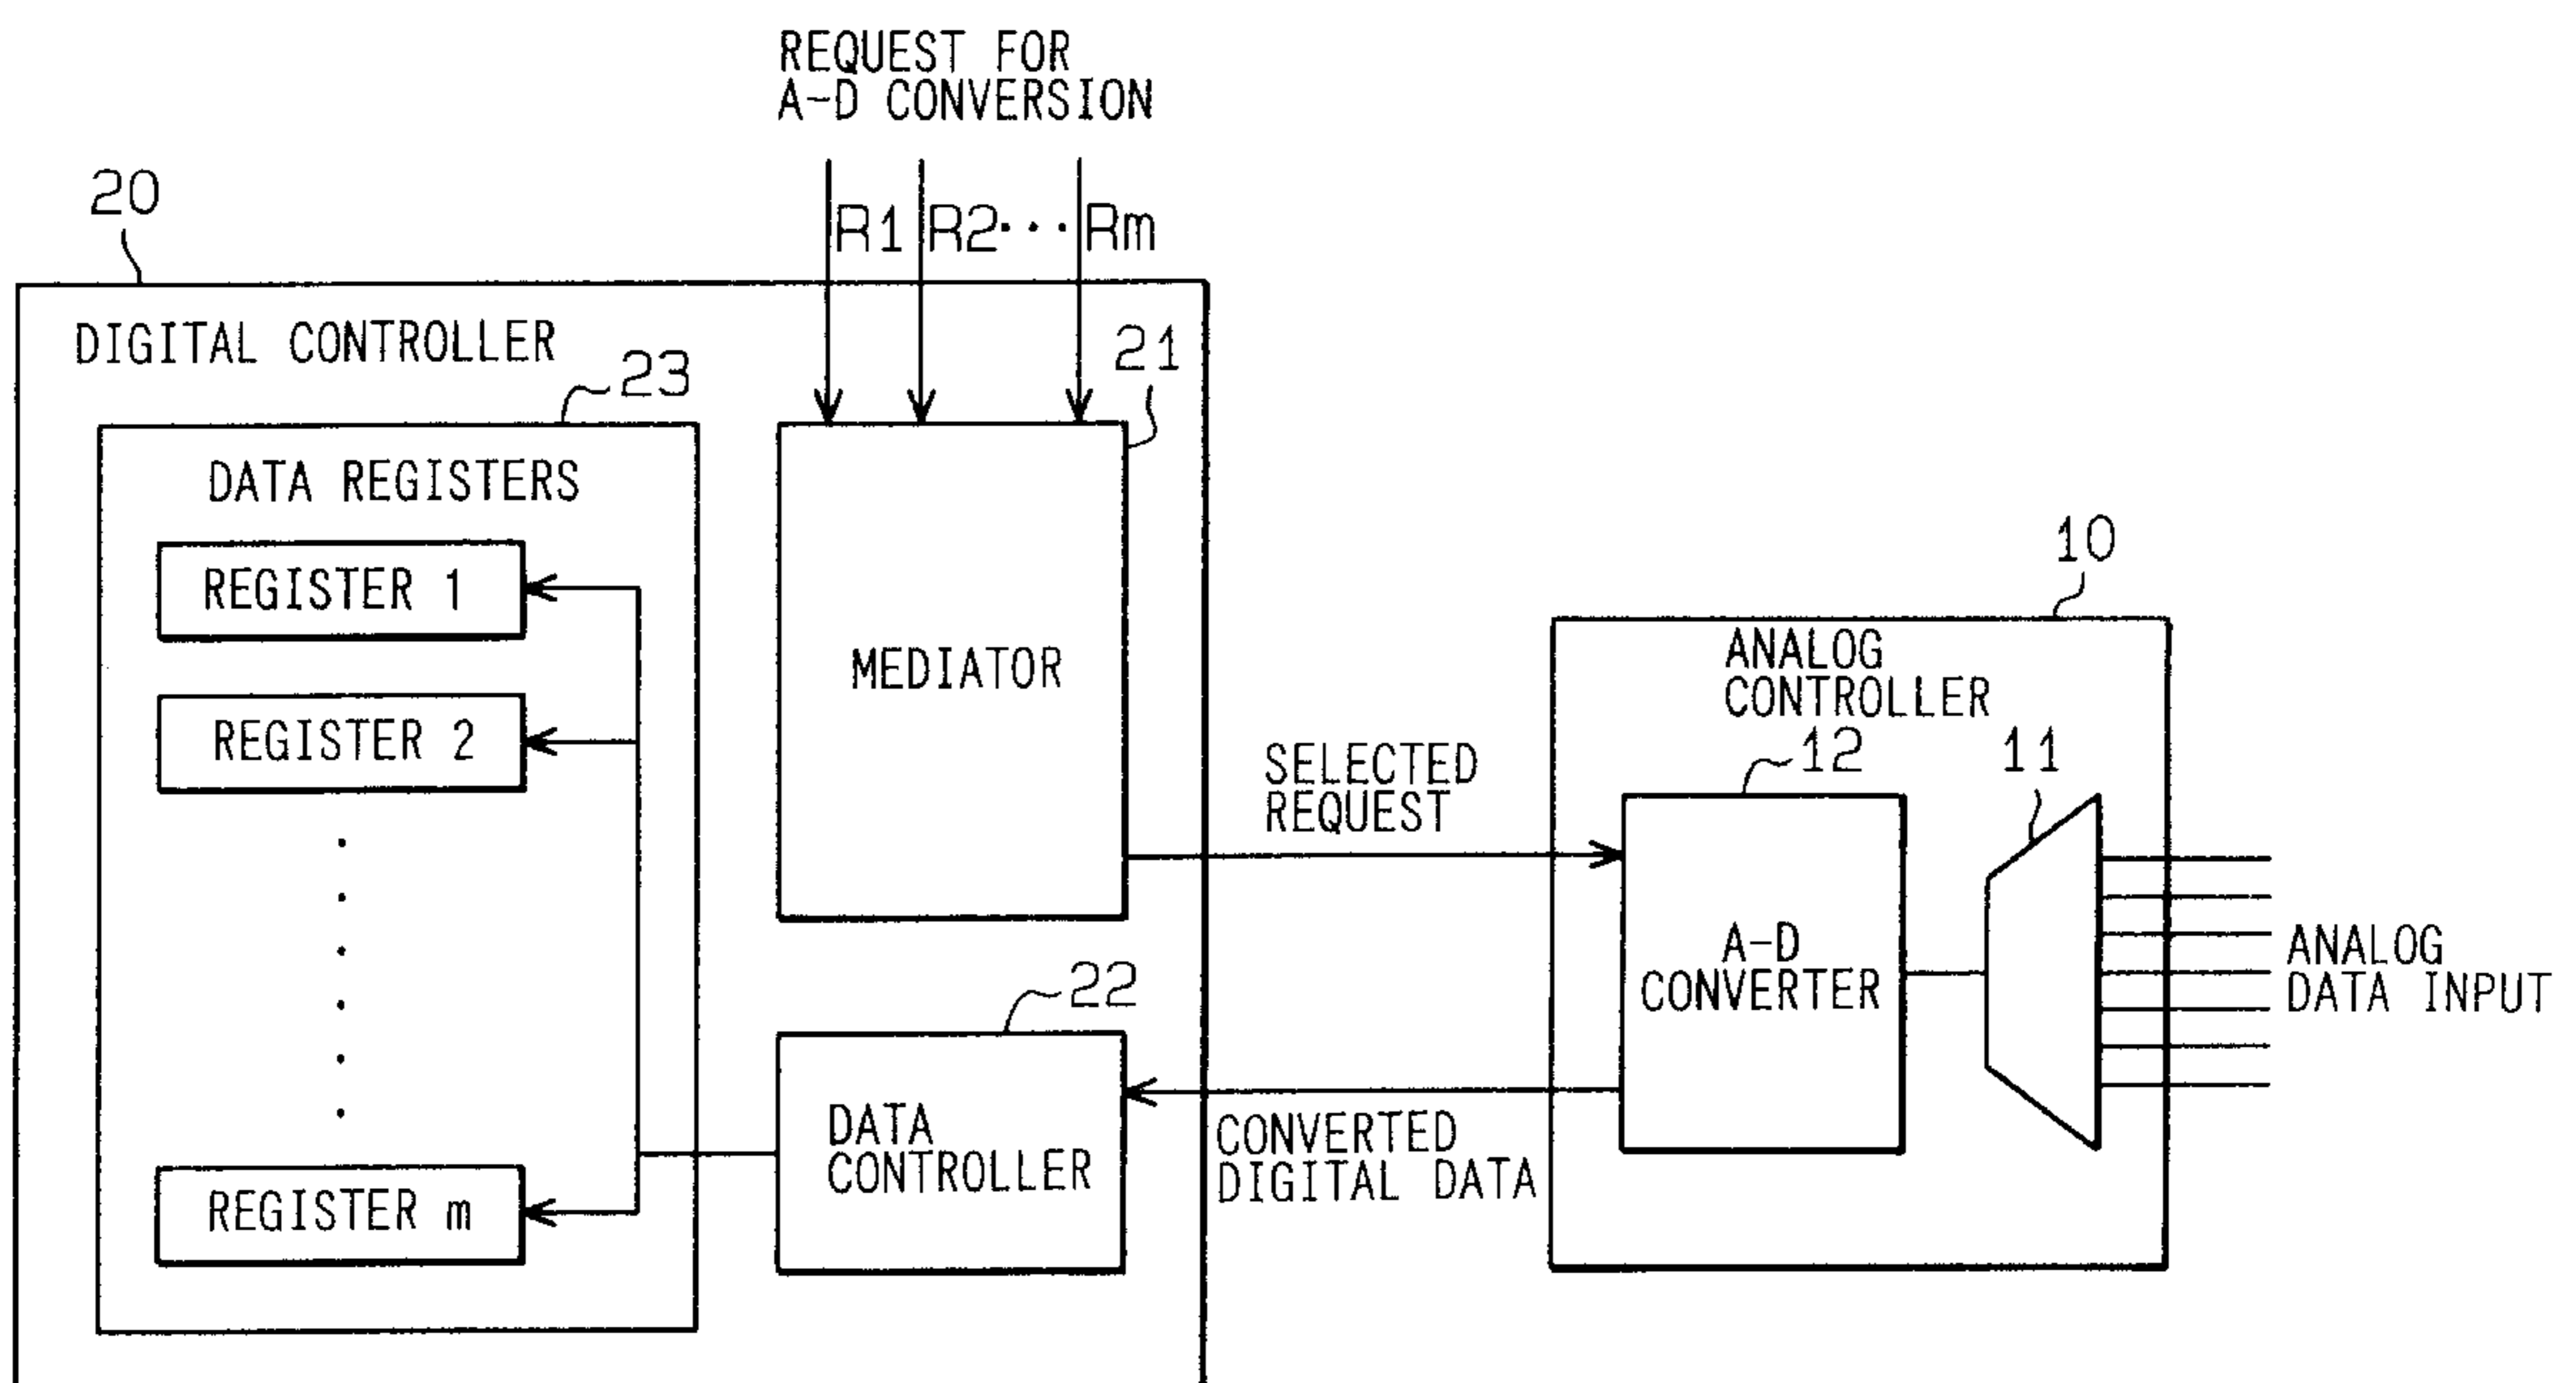 REQUEST FOR
A-D CONVERSION
20
R1 R2 ··· Rm
DIGITAL CONTROLLER
21
23
DATA REGISTERS
REGISTER 1
REGISTER 2
REGISTER m
MEDIATOR
22
DATA
CONTROLLER
SELECTED
REQUEST
CONVERTED
DIGITAL DATA
10
ANALOG
CONTROLLER
12
11
A-D
CONVERTER
ANALOG
DATA INPUT